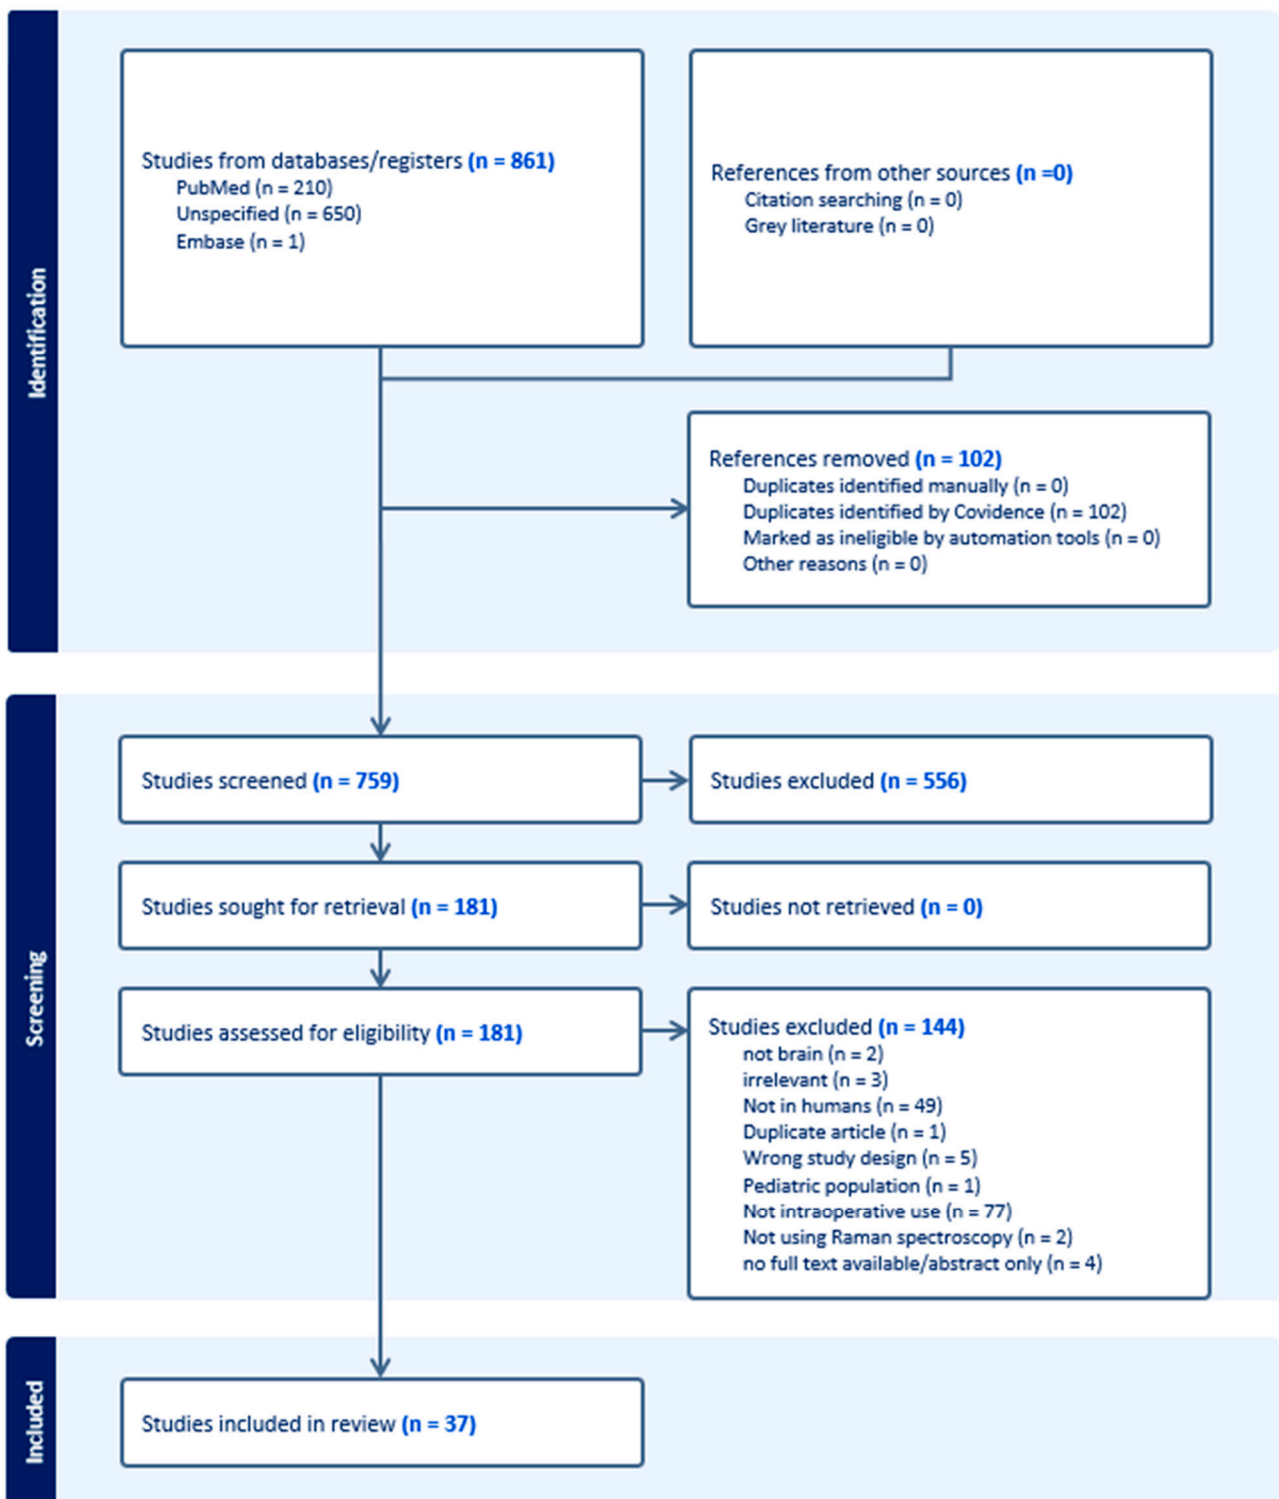 Identification
Studies from databases/registers (n = 861)
PubMed (n = 210)
Unspecified (n = 650)
Embase (n = 1)
References from other sources (n =0)
Citation searching (n = 0)
Grey literature (n = 0)
References removed (n = 102)
Duplicates identified manually (n = 0)
Duplicates identified by Covidence (n = 102)
Marked as ineligible by automation tools (n = 0)
Other reasons (n = 0)
Screening
Studies screened (n = 759)
Studies excluded (n = 556)
Studies sought for retrieval (n = 181)
Studies not retrieved (n = 0)
Studies assessed for eligibility (n = 181)
Studies excluded (n = 144)
not brain (n = 2)
irrelevant (n = 3)
Not in humans (n = 49)
Duplicate article (n = 1)
Wrong study design (n = 5)
Pediatric population (n = 1)
Not intraoperative use (n = 77)
Not using Raman spectroscopy (n = 2)
no full text available/abstract only (n = 4)
Included
Studies included in review (n = 37)